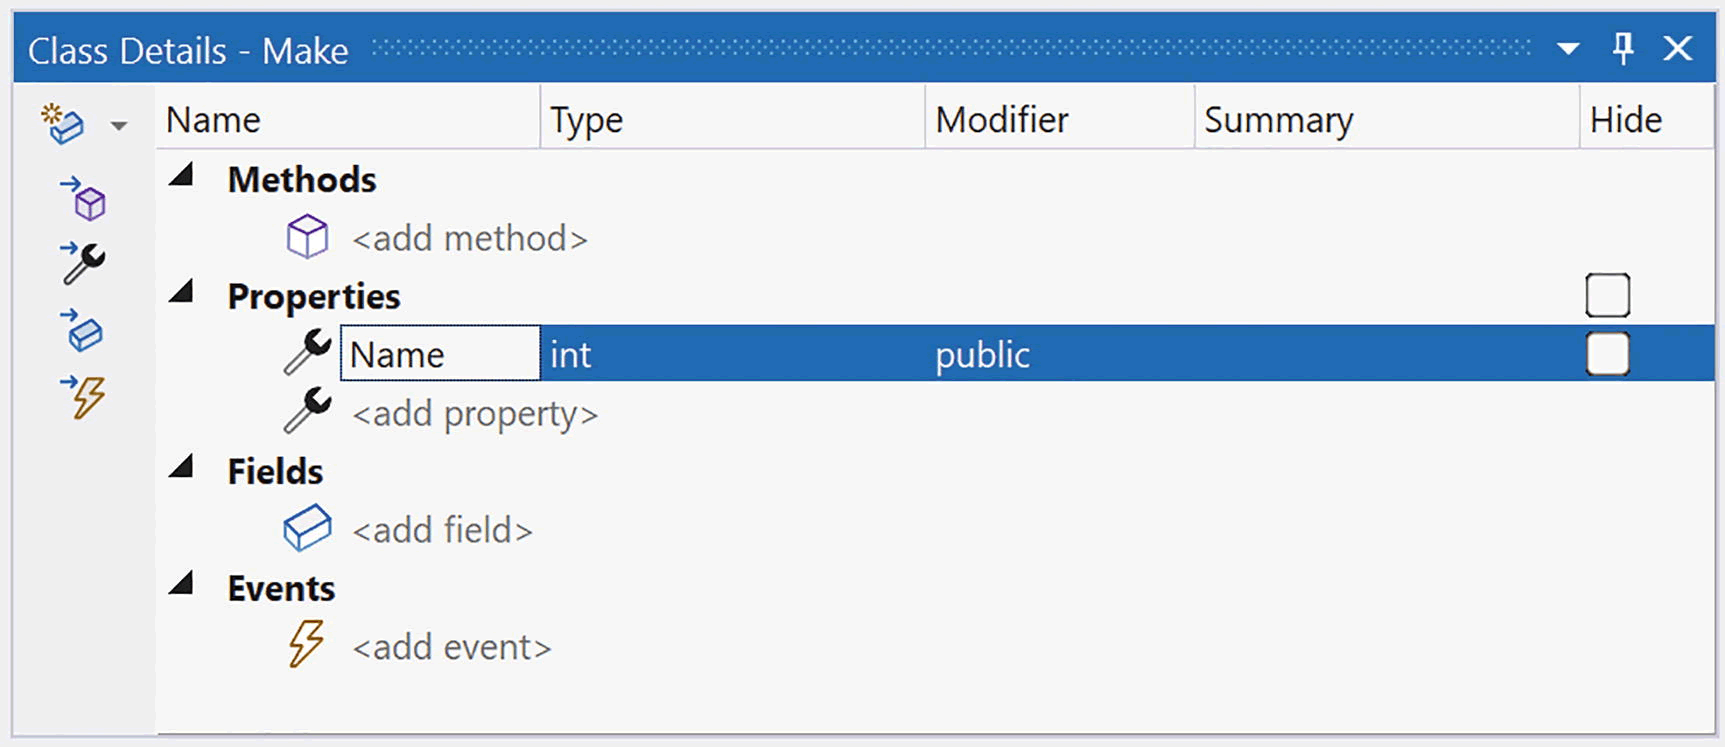 Class Details - Make
Name Type Modifier Summary Hide
Methods
<add method>
Properties
Name int public
<add property>
Fields
<add field>
Events
<add event>